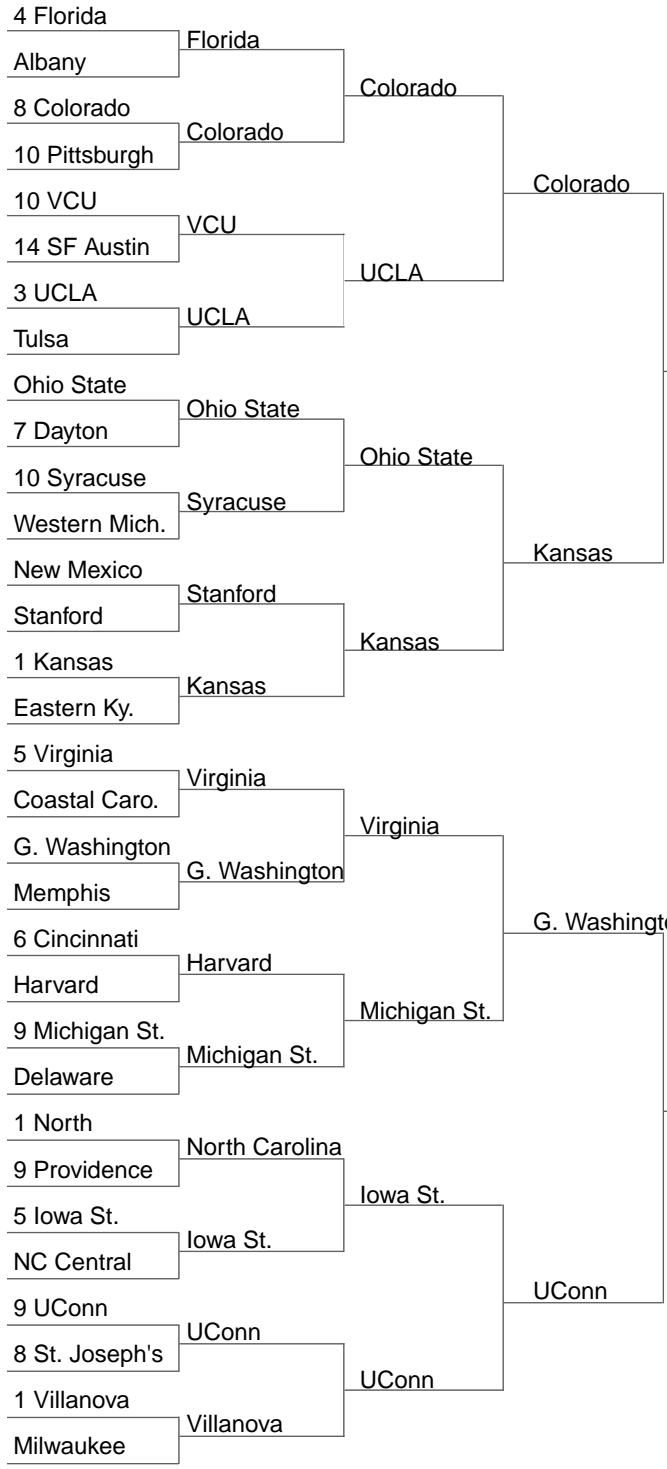 4 Florida
Albany
8 Colorado
10 Pittsburgh
10 VCU
14 SF Austin
3 UCLA
Tulsa
Ohio State
7 Dayton
10 Syracuse
Western Mich.
New Mexico
Stanford
1 Kansas
Eastern Ky.
5 Virginia
Coastal Caro.
G. Washington
Memphis
6 Cincinnati
Harvard
9 Michigan St.
Delaware
1 North
9 Providence
5 Iowa St.
NC Central
9 UConn
8 St. Joseph's
1 Villanova
Milwaukee
Florida
Colorado
VCU
UCLA
Ohio State
Syracuse
Stanford
Kansas
Virginia
G. Washington
Harvard
Michigan St.
North Carolina
Iowa St.
UConn
Villanova
Colorado
UCLA
Ohio State
Kansas
Virginia
Michigan St.
Iowa St.
UConn
Colorado
Kansas
G. Washingt
UConn